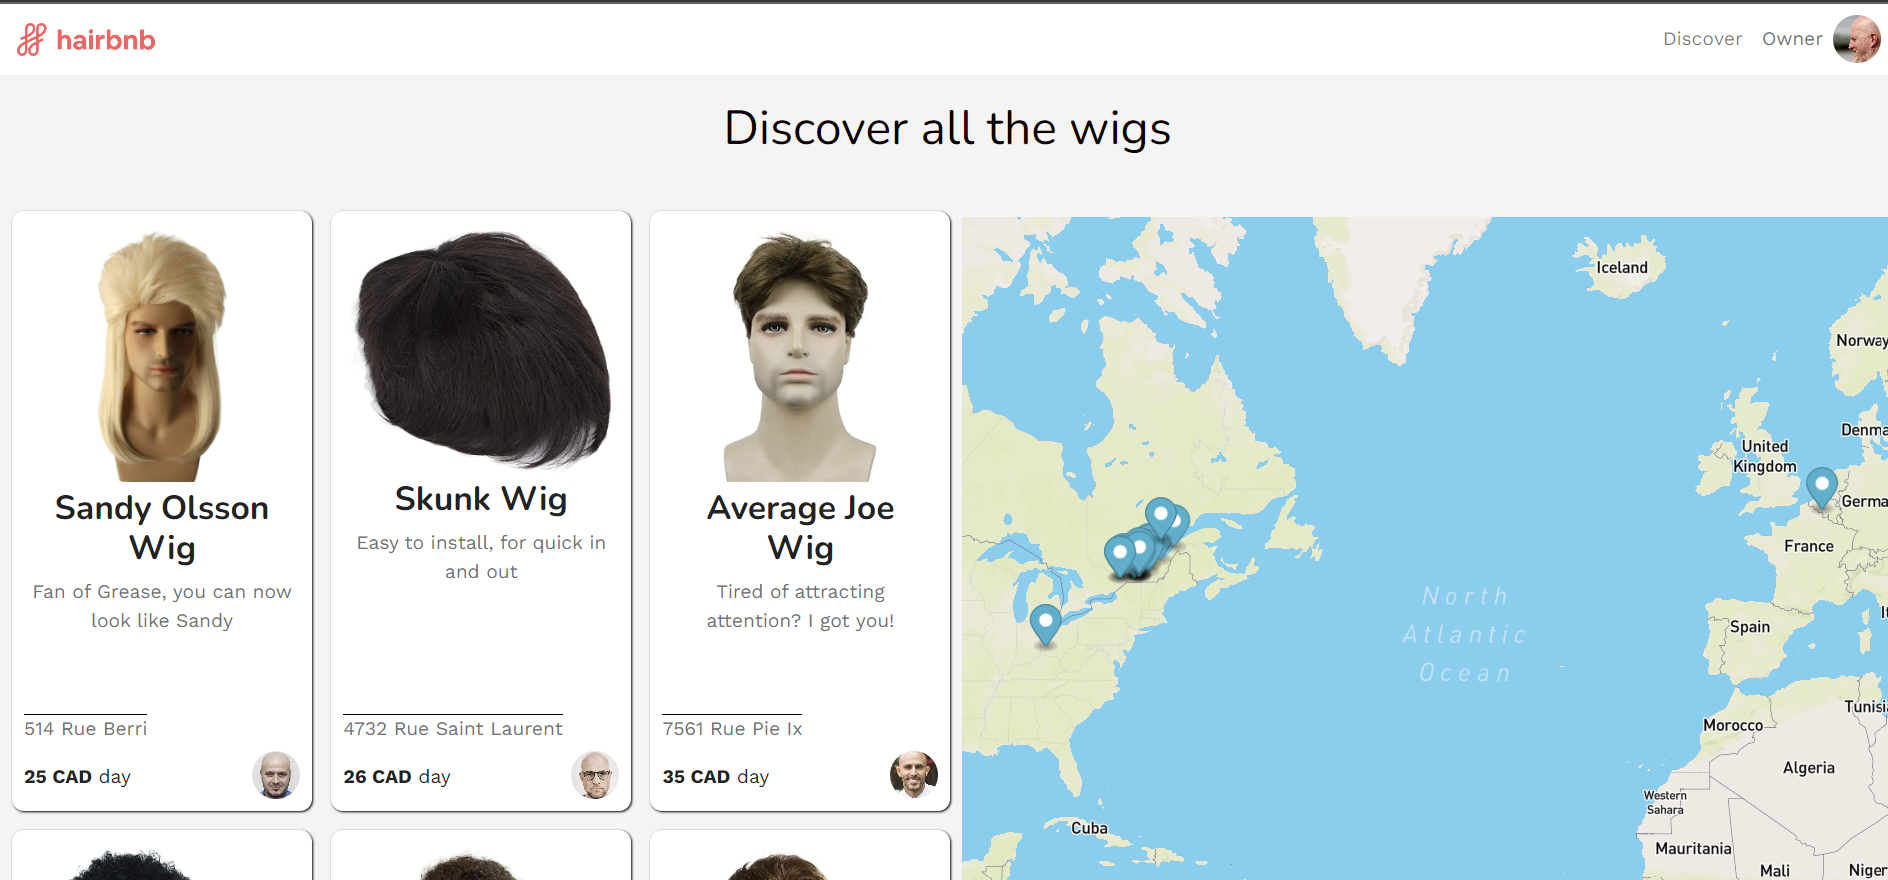 hairbnb
Discover
Owner
Discover all the wigs
Sandy Olsson
Wig
Fan of Grease, you can now
look like Sandy
514 Rue Berri
25 CAD day
Skunk Wig
Easy to install, for quick in
and out
4732 Rue Saint Laurent
26 CAD day
Average Joe
Wig
Tired of attracting
attention? I got you!
7561 Rue Pie Ix
35 CAD day
Iceland
Norway
Denma
United
Kingdom
Germa
France
North
Atlantic
Ocean
Spain
It
Tunisi
Morocco
Algeria
Western
Sahara
Cuba
Mauritania
Mali
Niger